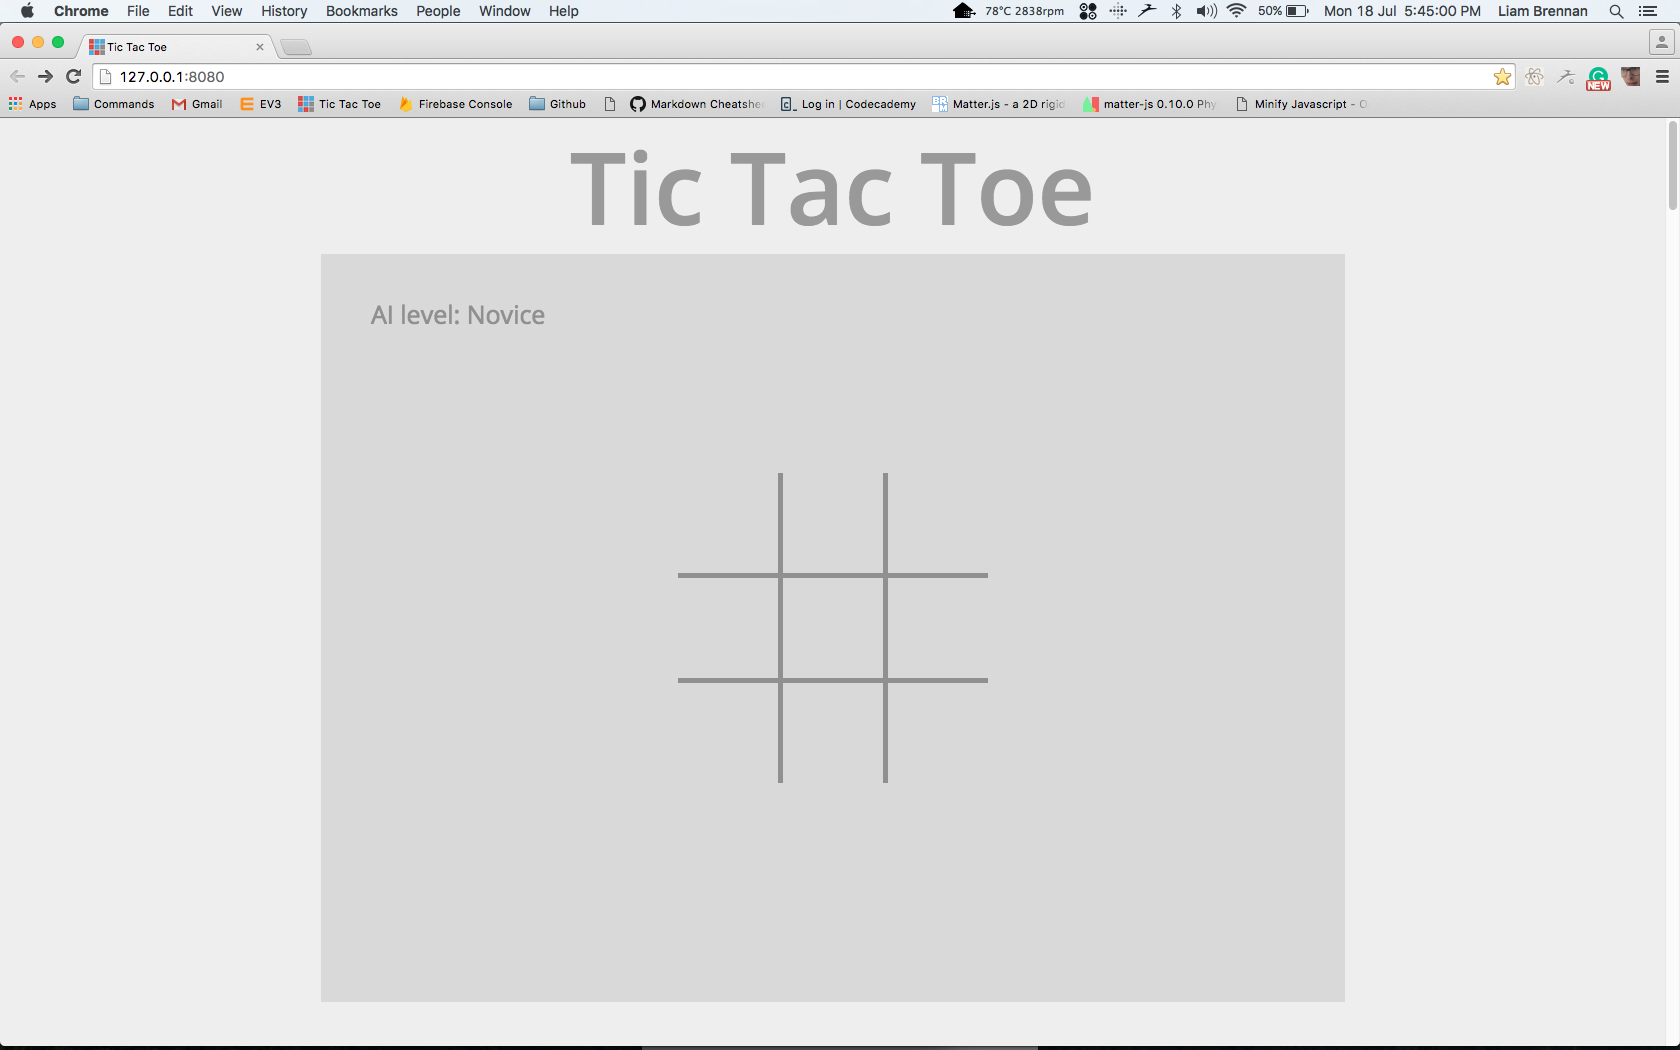 Chrome File Edit View History Bookmarks People Window Help 78°C 2838rpm 50% Mon 18 Jul 5:45:00 PM Liam Brennan
Tic Tac Toe
127.0.0.1:8080
Apps Commands Gmail EV3 Tic Tac Toe Firebase Console Github Markdown Cheatshee Log in | Codecademy Matter.js - a 2D rigid matter-js 0.10.0 Phy Minify Javascript - O
NEW
Tic Tac Toe
AI level: Novice